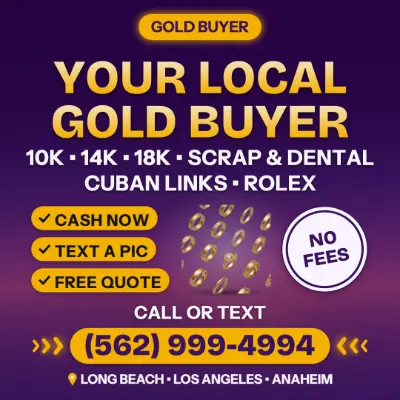 GOLD BUYER
YOUR LOCAL
GOLD BUYER
10K ▪ 14K ▪ 18K ▪ SCRAP & DENTAL
CUBAN LINKS ▪ ROLEX
✓ CASH NOW
✓ TEXT A PIC
✓ FREE QUOTE
NO
FEES
CALL OR TEXT
(562) 999-4994
LONG BEACH ▪ LOS ANGELES ▪ ANAHEIM